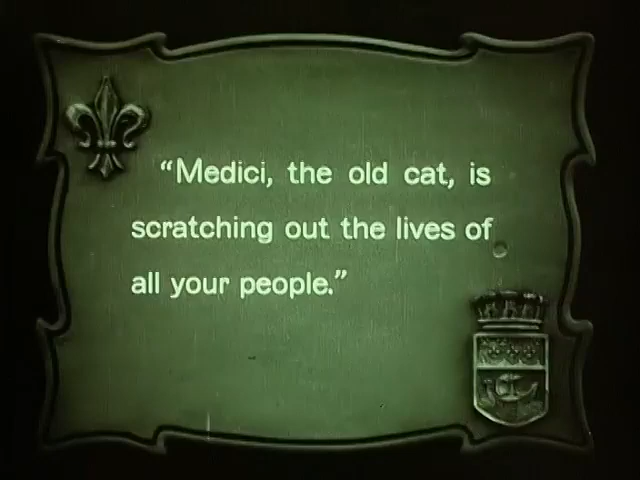 “Medici, the old cat, is
scratching out the lives of
all your people.”